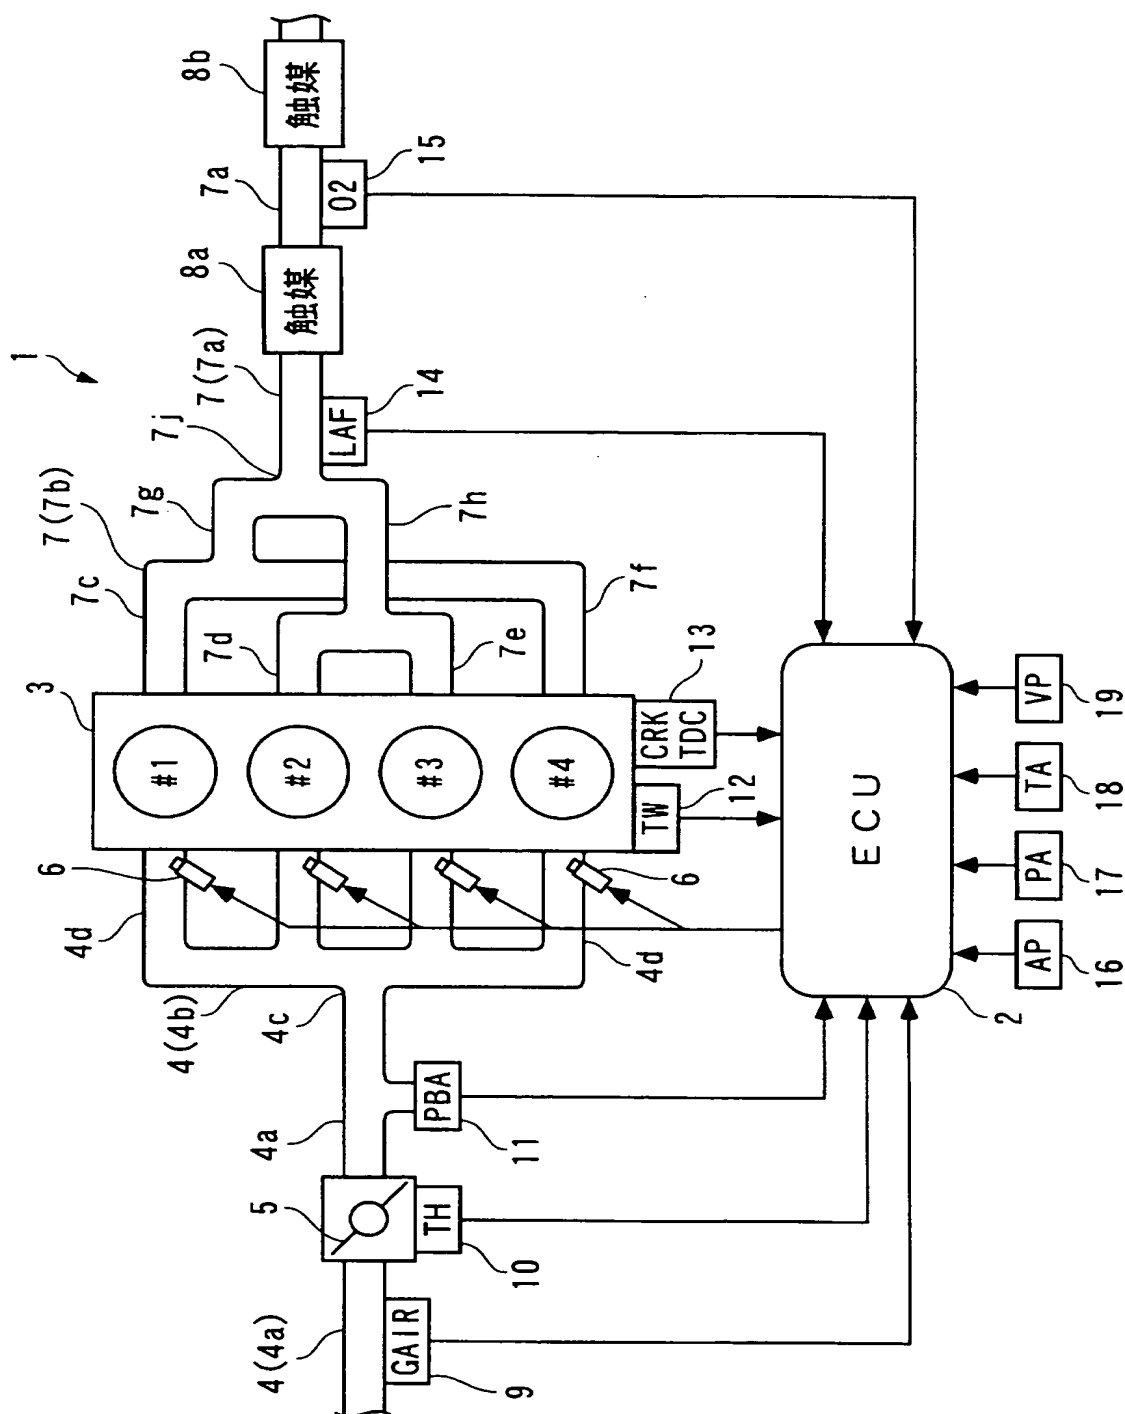 1
3
6
7(7b)
4d
7c
7g
#1
7j
4(4b)
8a
8b
7(7a)
7a
7d
4(4a)
5
4a
4c
#2
触媒
触媒
LAF
O2
GAIR
TH
PBA
#3
14
15
7h
9
10
11
7e
#4
4d
7f
TW
CRK
TDC
6
13
12
ECU
2
AP
PA
TA
VP
16
17
18
19